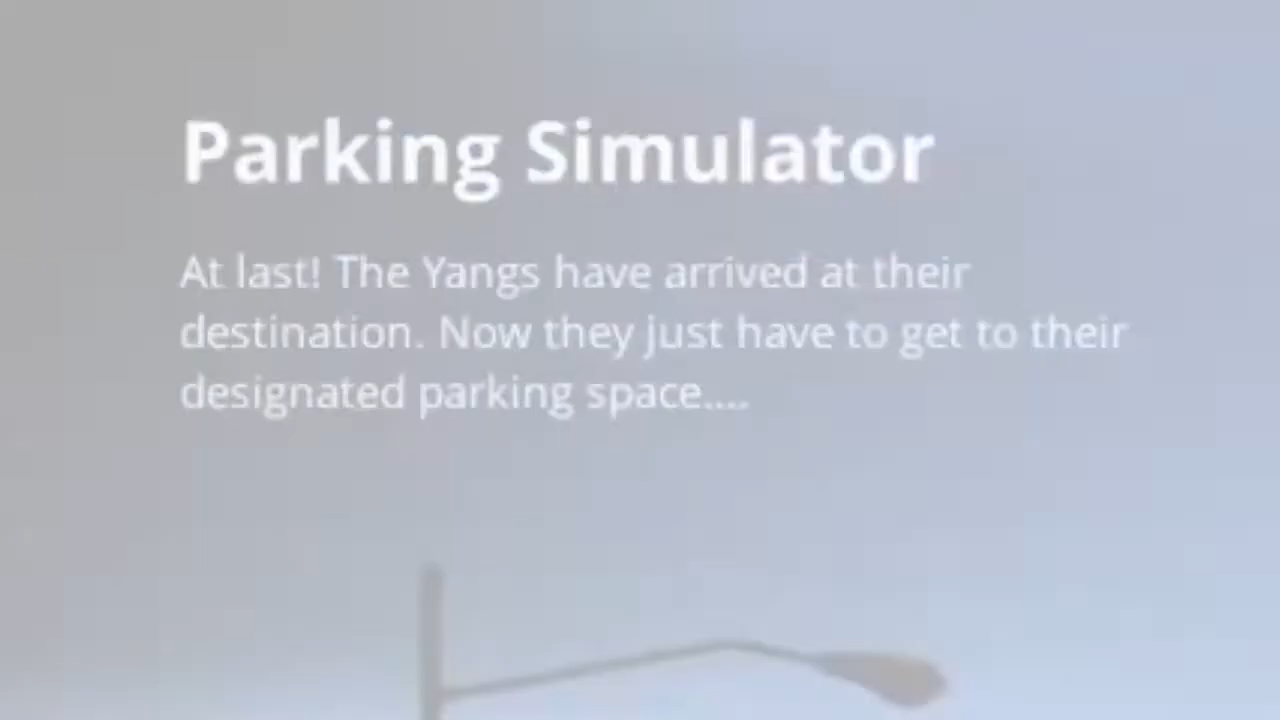 Parking Simulator
At last! The Yangs have arrived at their
destination. Now they just have to get to their
designated parking space....